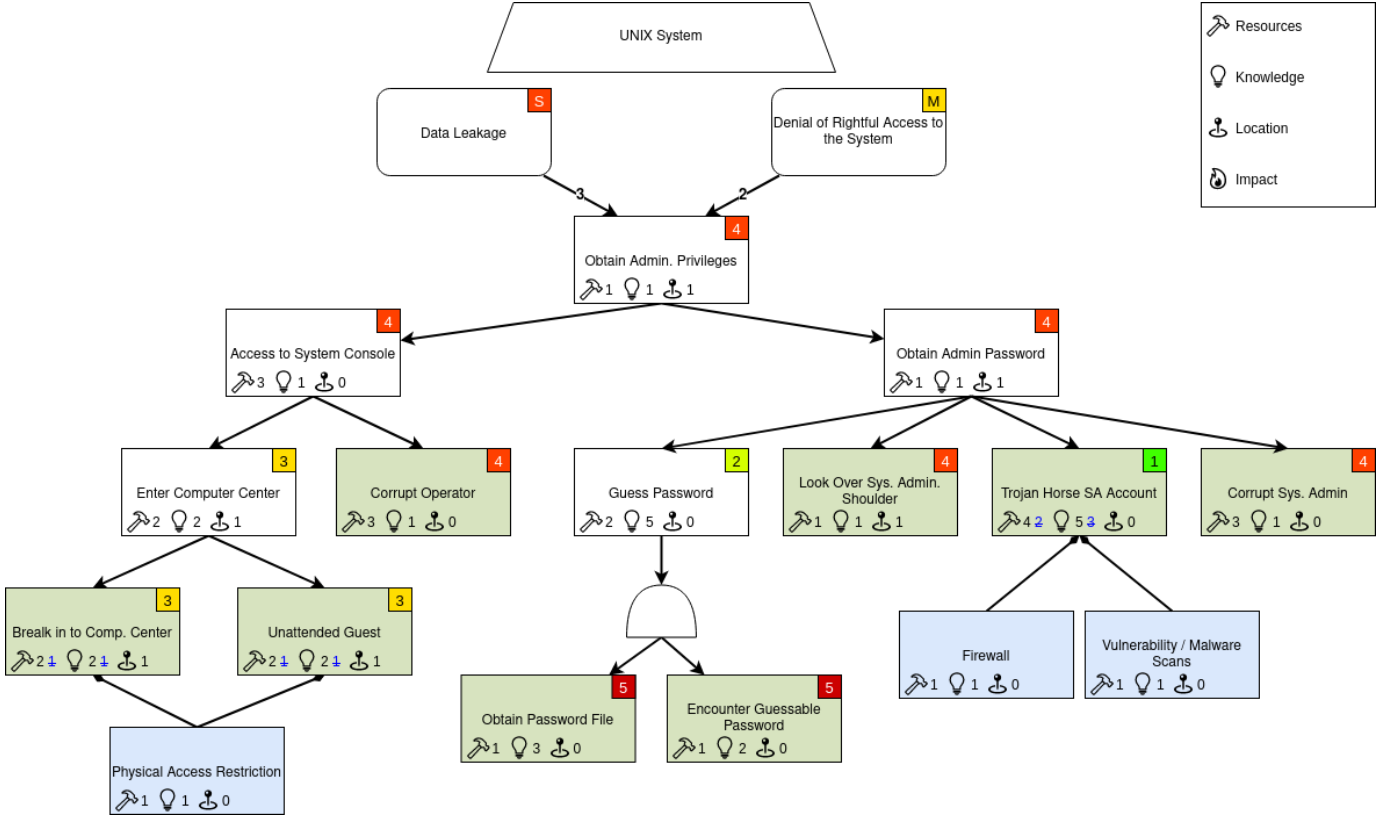 UNIX System
Resources
Knowledge
Location
Impact
S
Data Leakage
M
Denial of Rightful Access to
the System
3
2
4
Obtain Admin. Privileges
1 1 1
4
Access to System Console
3 1 0
4
Obtain Admin Password
1 1 1
3
Enter Computer Center
2 2 1
4
Corrupt Operator
3 1 0
2
Guess Password
2 5 0
4
Look Over Sys. Admin.
Shoulder
1 1 1
1
Trojan Horse SA Account
4 2 5 3 0
4
Corrupt Sys. Admin
3 1 0
3
Brealk in to Comp. Center
2 1 2 1 1
3
Unattended Guest
2 1 2 1 1
5
Obtain Password File
1 3 0
5
Encounter Guessable
Password
1 2 0
Firewall
1 1 0
Vulnerability / Malware
Scans
1 1 0
Physical Access Restriction
1 1 0